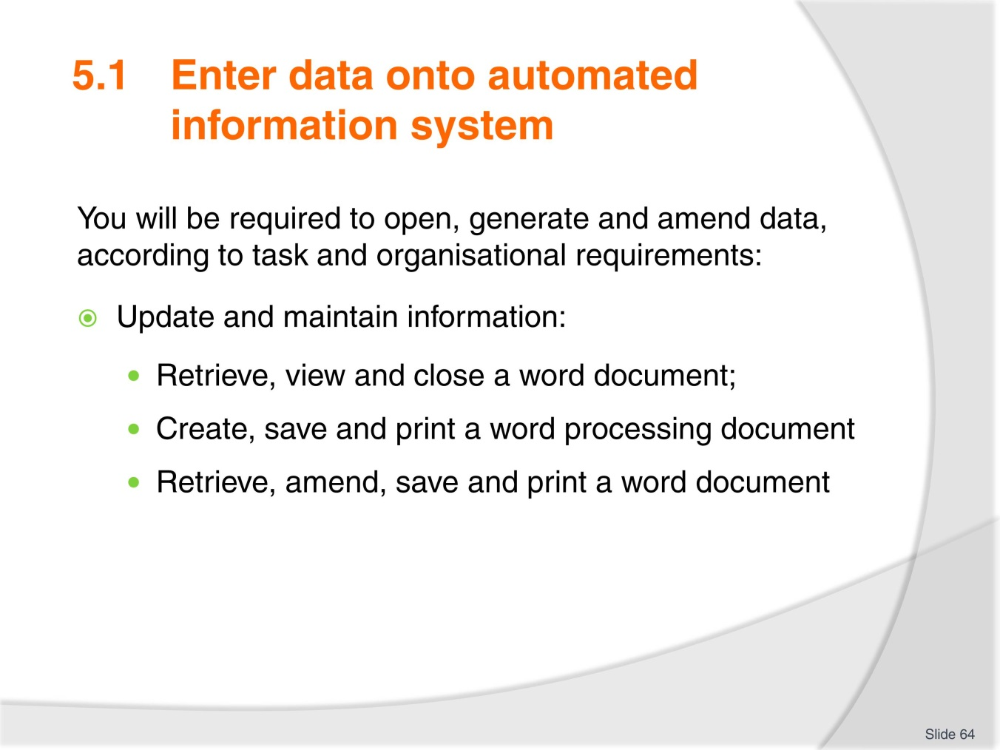 5.1 Enter data onto automated
information system
You will be required to open, generate and amend data,
according to task and organisational requirements:
Update and maintain information:
Retrieve, view and close a word document;
Create, save and print a word processing document
Retrieve, amend, save and print a word document
Slide 64